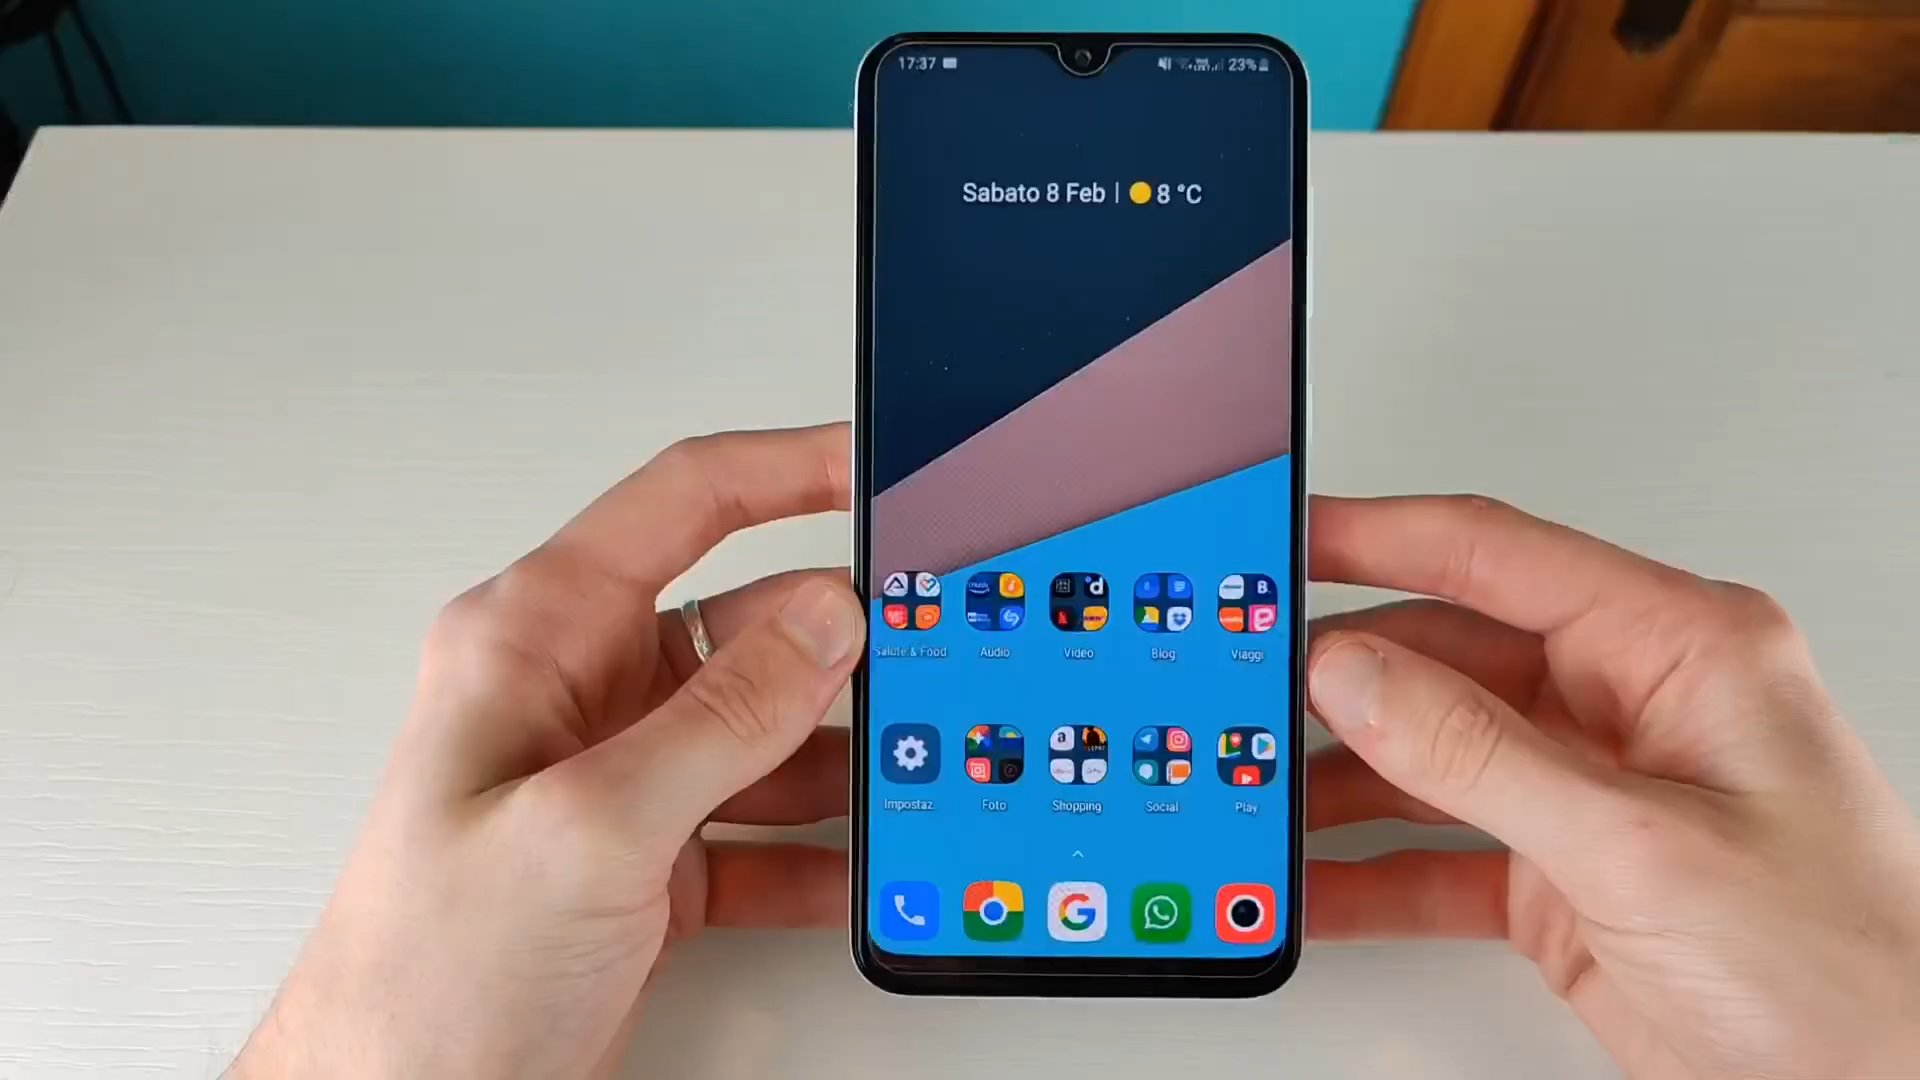 17:37 23%
Sabato 8 Feb | 8 °C
Salute & Food Audio Video Blog Viaggi
Impostaz. Foto Shopping Social Play